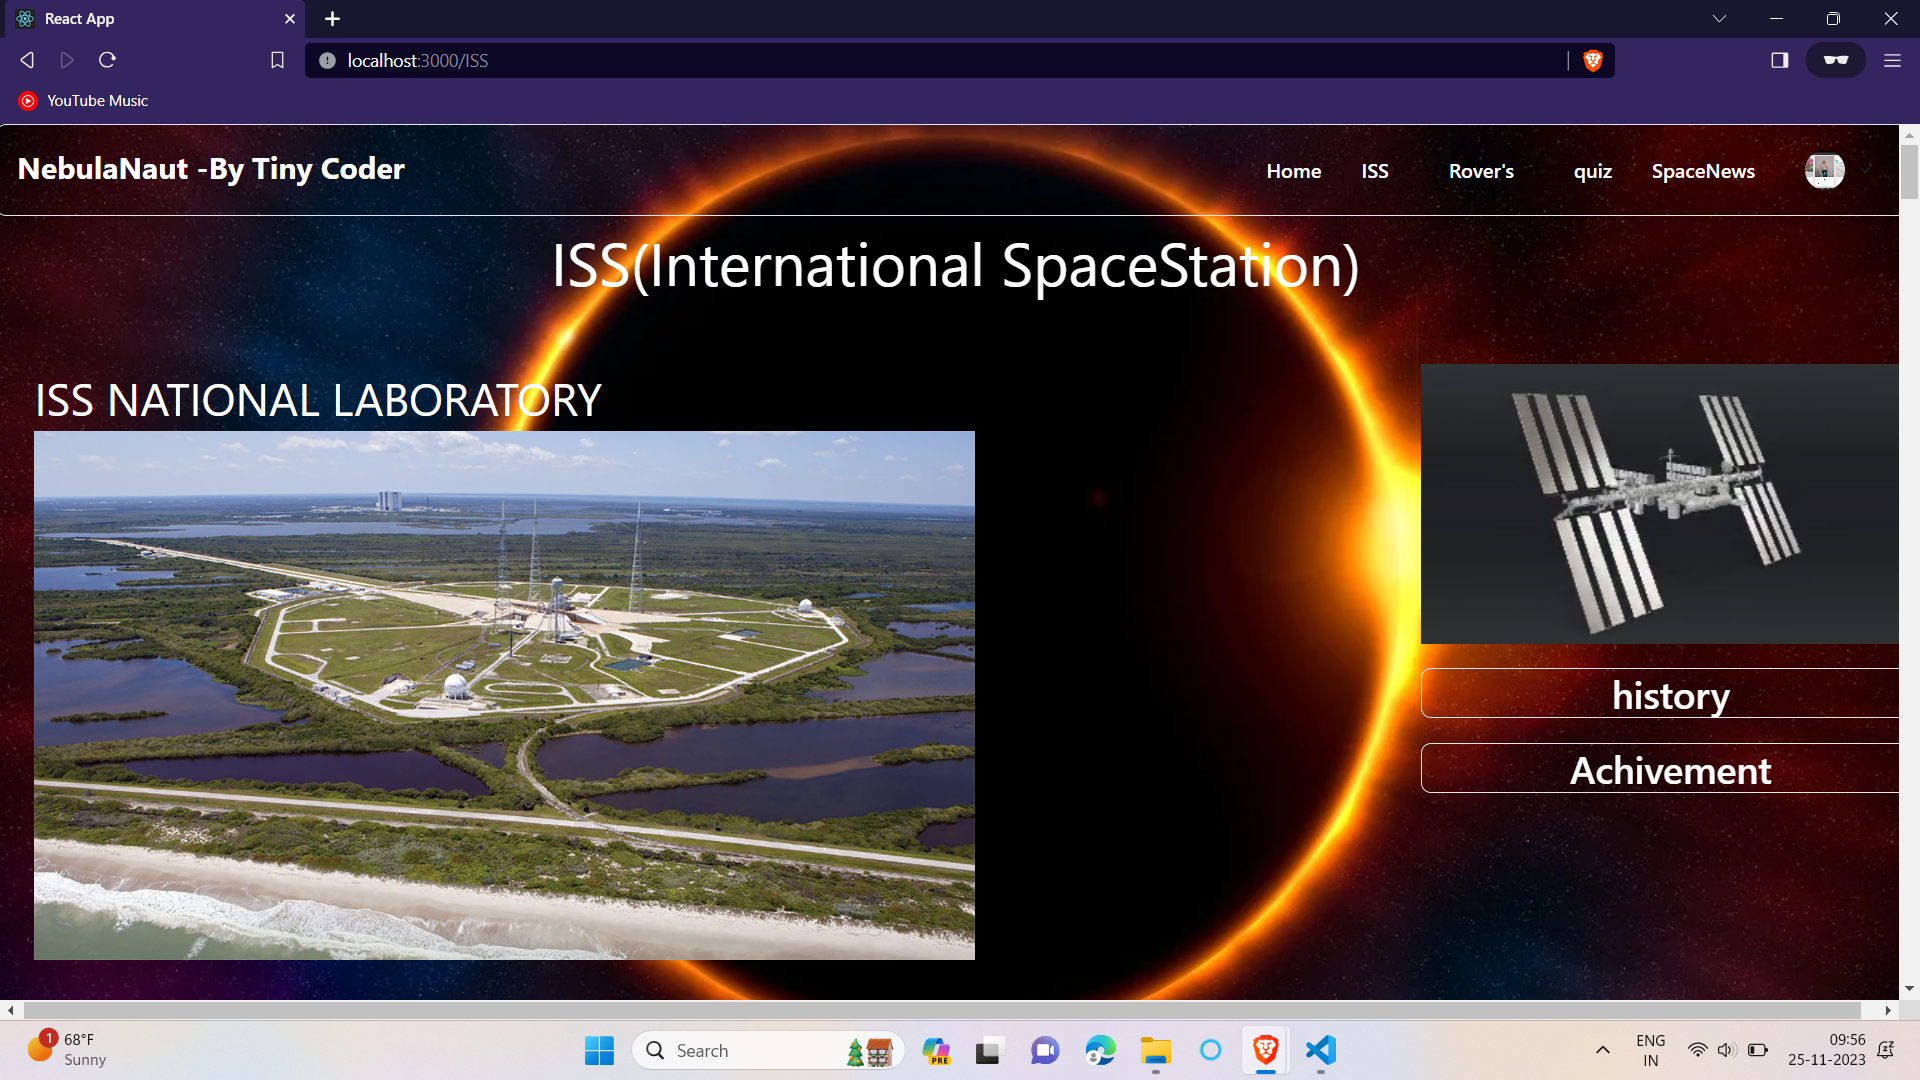 React App
localhost:3000/ISS
YouTube Music
NebulaNaut -By Tiny Coder
Home ISS Rover's quiz SpaceNews
ISS(International SpaceStation)
ISS NATIONAL LABORATORY
history
Achivement
1
68°F
Sunny
Search
PRE
ENG
IN
09:56
25-11-2023